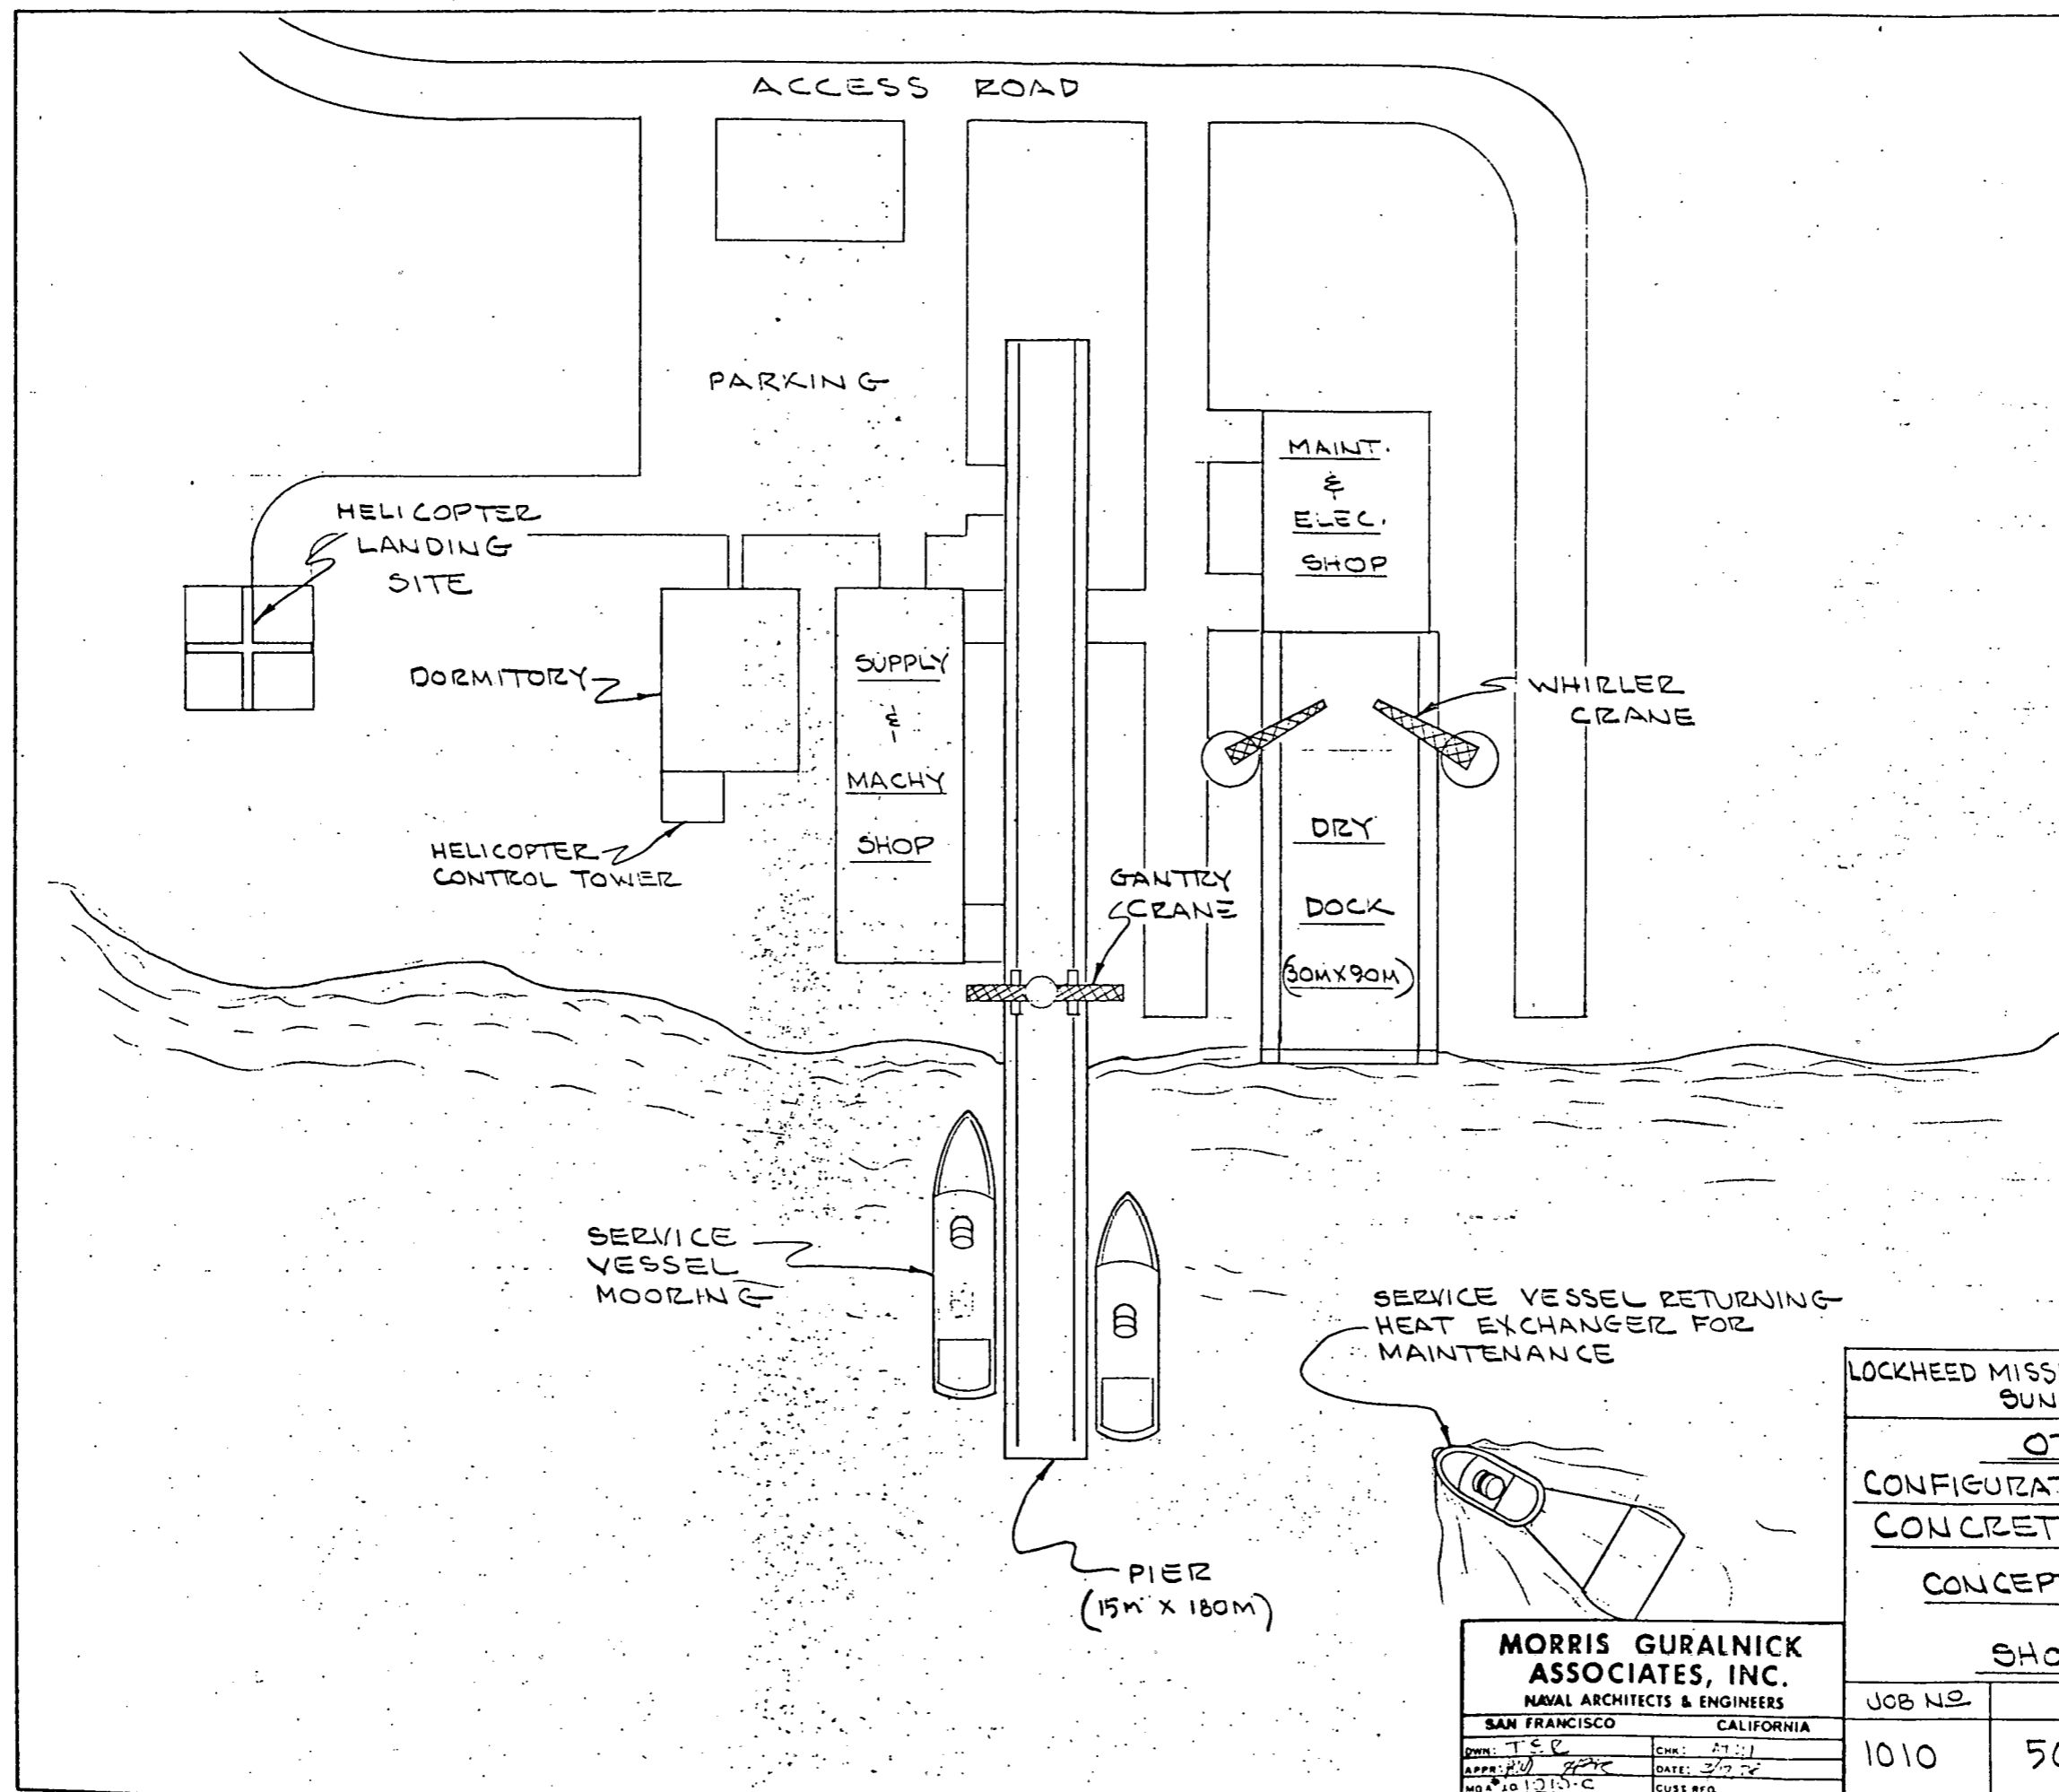 ACCESS ROAD
PARKING
HELICOPTER
LANDING
SITE
MAINT.
&
ELEC.
SHOP
DORMITORY
SUPPLY
&
MACHY
SHOP
WHIRLER
CRANE
HELICOPTER
CONTROL TOWER
GANTRY
CRANE
DRY
DOCK
(30M X 90M)
SERVICE
VESSEL
MOORING
SERVICE VESSEL RETURNING
HEAT EXCHANGER FOR
MAINTENANCE
PIER
(15M X 180M)
LOCKHEED MISS
SUN
OT
CONFIGURAT
CONCRET
CONCEP
SHO
MORRIS GURALNICK
ASSOCIATES, INC.
NAVAL ARCHITECTS & ENGINEERS
SAN FRANCISCO CALIFORNIA
DWN: CHK:
APPR: DATE:
CUST. REQ.
JOB NO
1010 50